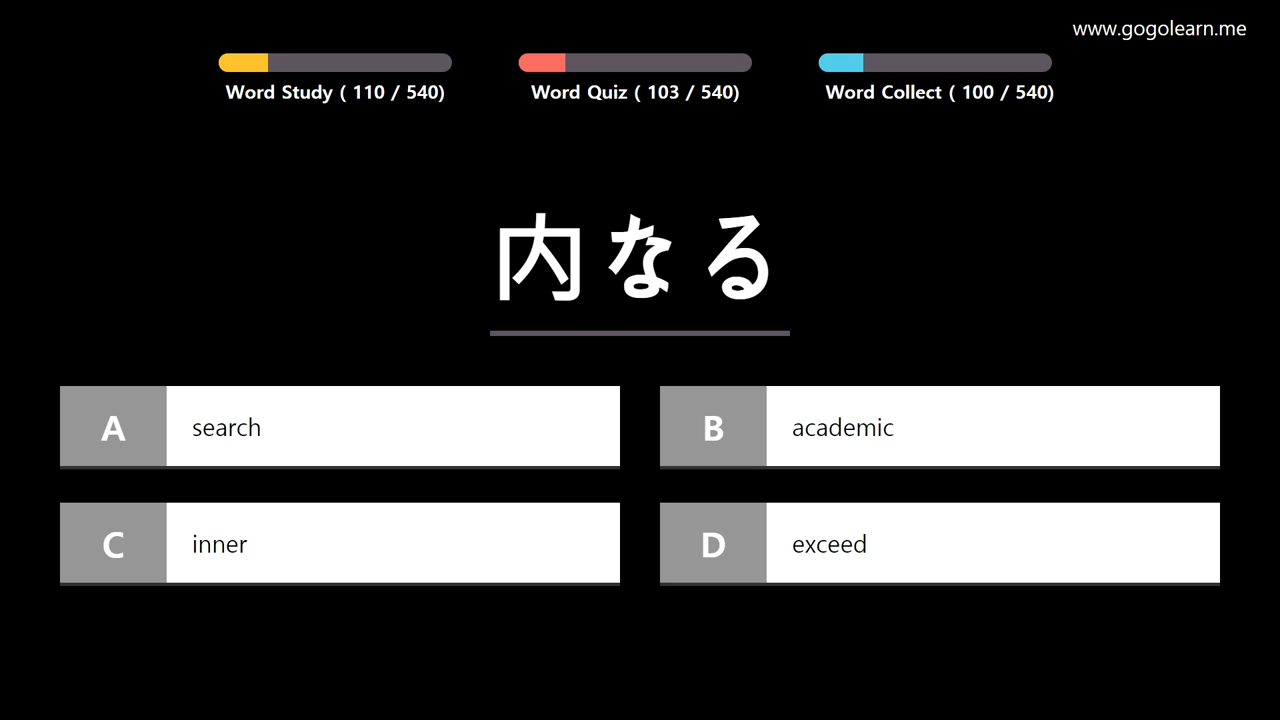 www.gogolearn.me
Word Study ( 110 / 540)
Word Quiz ( 103 / 540)
Word Collect ( 100 / 540)
内なる
A search
B academic
C inner
D exceed